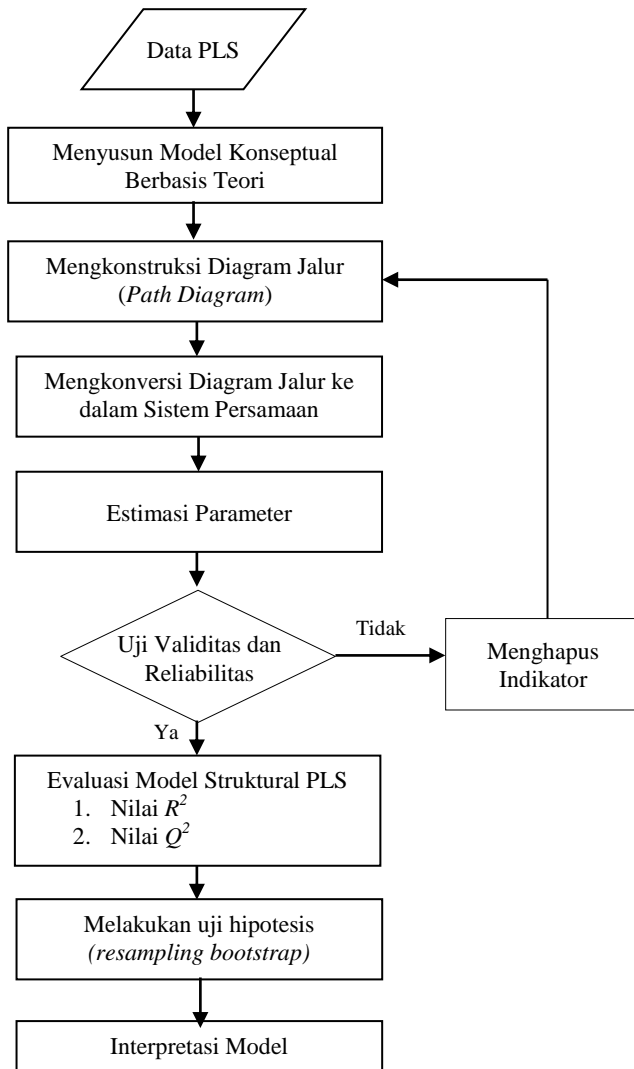 Data PLS
Menyusun Model Konseptual
Berbasis Teori
Mengkonstruksi Diagram Jalur
(Path Diagram)
Mengkonversi Diagram Jalur ke
dalam Sistem Persamaan
Estimasi Parameter
Uji Validitas dan
Reliabilitas
Tidak
Menghapus
Indikator
Ya
Evaluasi Model Struktural PLS
1. Nilai R²
2. Nilai Q²
Melakukan uji hipotesis
(resampling bootstrap)
Interpretasi Model